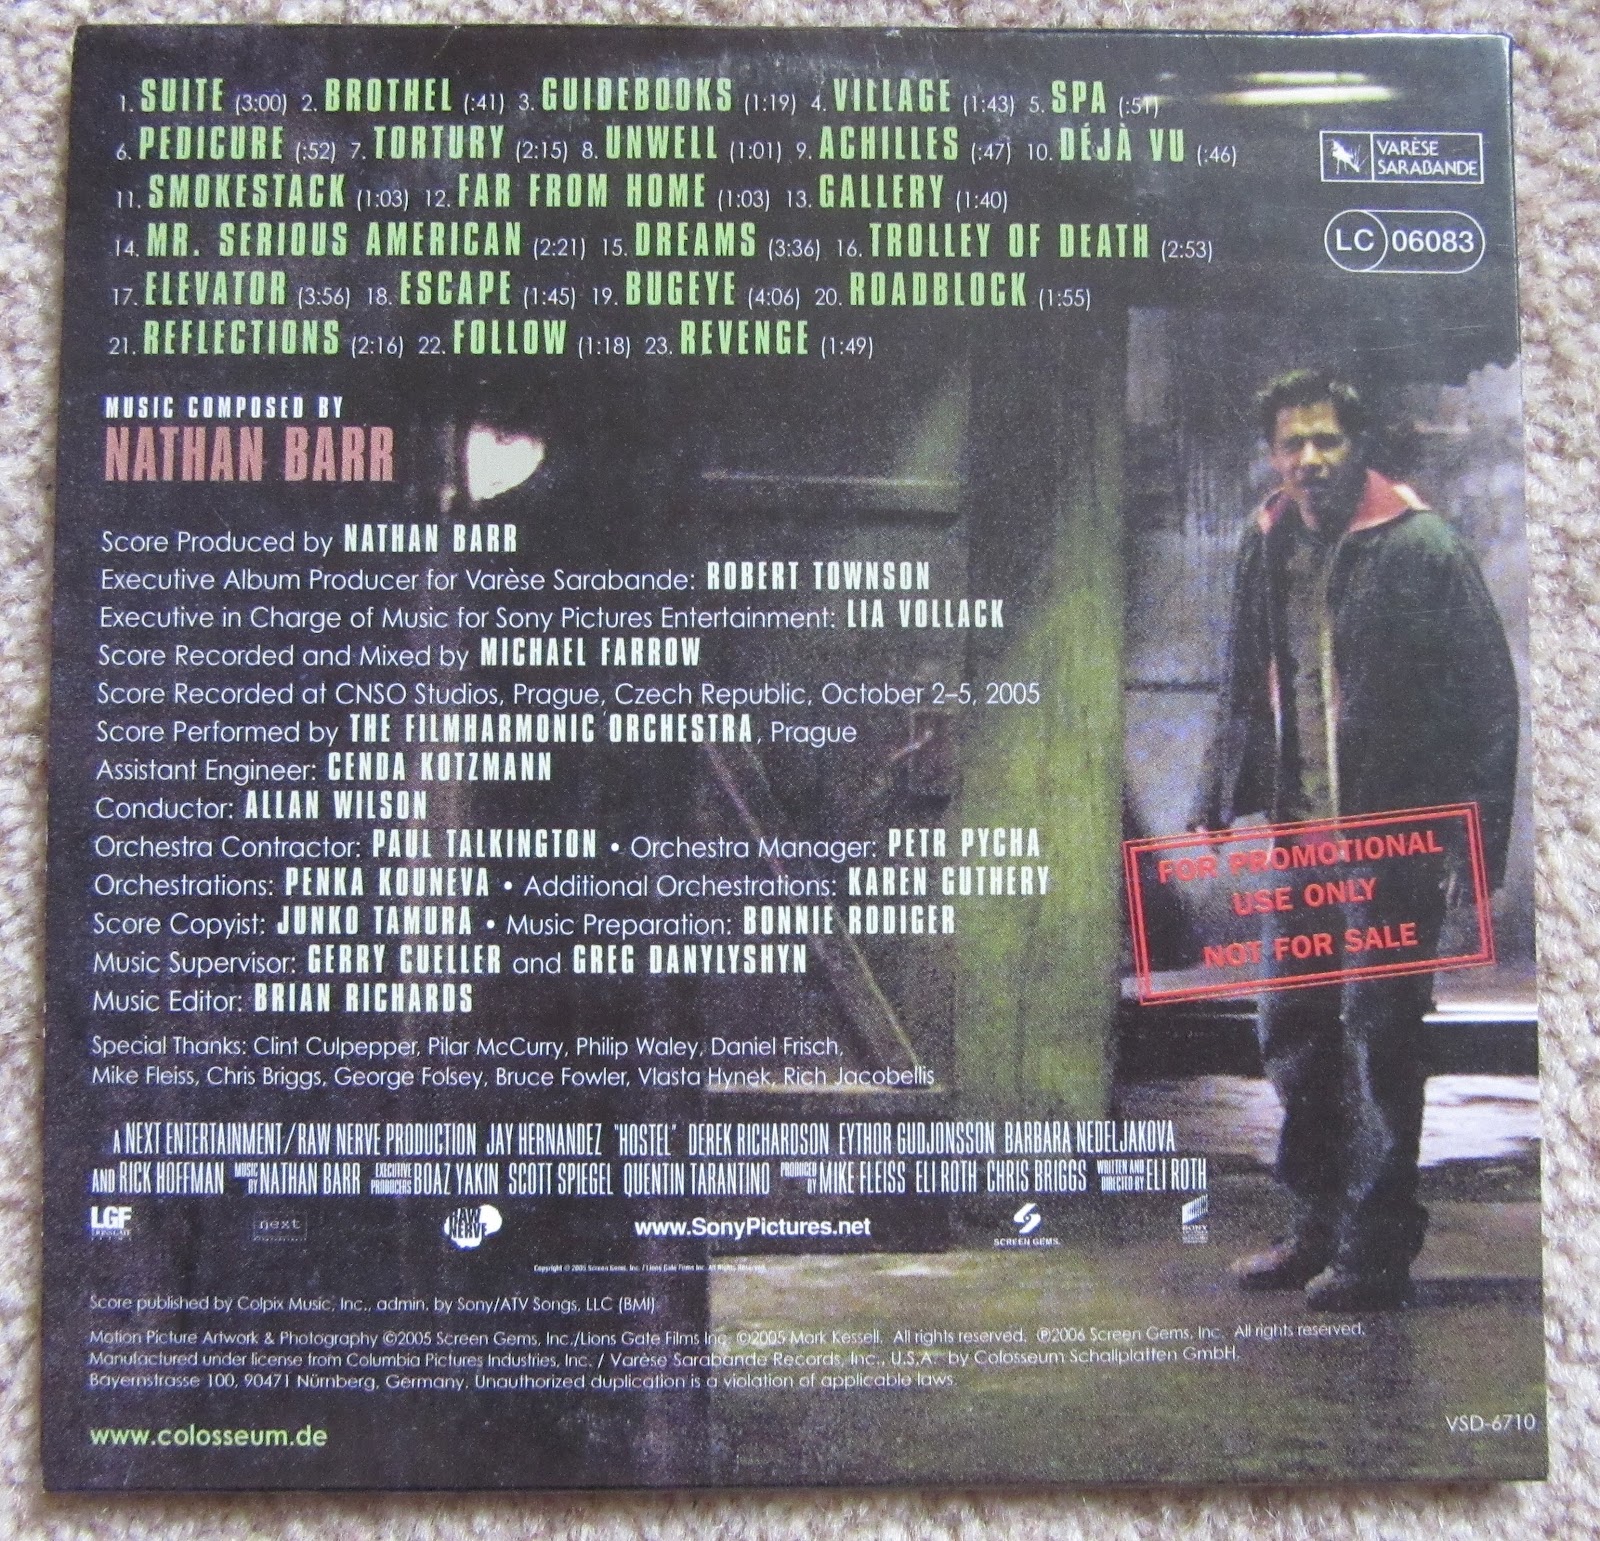 1. SUITE (3:00) 2. BROTHEL (:41) 3. GUIDEBOOKS (1:19) 4. VILLAGE (1:43) 5. SPA (:51)
6. PEDICURE (:52) 7. TORTURY (2:15) 8. UNWELL (1:01) 9. ACHILLES (:47) 10. DÉJÀ VU (:46)
11. SMOKESTACK (1:03) 12. FAR FROM HOME (1:03) 13. GALLERY (1:40)
14. MR. SERIOUS AMERICAN (2:21) 15. DREAMS (3:36) 16. TROLLEY OF DEATH (2:53)
17. ELEVATOR (3:56) 18. ESCAPE (1:45) 19. BUGEYE (4:06) 20. ROADBLOCK (1:55)
21. REFLECTIONS (2:16) 22. FOLLOW (1:18) 23. REVENGE (1:49)
VARÈSE
SARABANDE
LC 06083
MUSIC COMPOSED BY
NATHAN BARR
Score Produced by NATHAN BARR
Executive Album Producer for Varèse Sarabande: ROBERT TOWNSON
Executive in Charge of Music for Sony Pictures Entertainment: LIA VOLLACK
Score Recorded and Mixed by MICHAEL FARROW
Score Recorded at CNSO Studios, Prague, Czech Republic, October 2–5, 2005
Score Performed by THE FILMHARMONIC ORCHESTRA, Prague
Assistant Engineer: CENDA KOTZMANN
Conductor: ALLAN WILSON
Orchestra Contractor: PAUL TALKINGTON • Orchestra Manager: PETR PYCHA
Orchestrations: PENKA KOUNEVA • Additional Orchestrations: KAREN GUTHERY
Score Copyist: JUNKO TAMURA • Music Preparation: BONNIE RODIGER
Music Supervisor: GERRY CUELLER and GREG DANYLYSHYN
Music Editor: BRIAN RICHARDS
FOR PROMOTIONAL
USE ONLY
NOT FOR SALE
Special Thanks: Clint Culpepper, Pilar McCurry, Philip Waley, Daniel Frisch,
Mike Fleiss, Chris Briggs, George Folsey, Bruce Fowler, Vlasta Hynek, Rich Jacobellis
A NEXT ENTERTAINMENT/RAW NERVE PRODUCTION JAY HERNANDEZ "HOSTEL" DEREK RICHARDSON EYTHOR GUDJONSSON BARBARA NEDELJAKOVA
AND RICK HOFFMAN MUSIC BY NATHAN BARR EXECUTIVE PRODUCERS BOAZ YAKIN SCOTT SPIEGEL QUENTIN TARANTINO PRODUCED BY MIKE FLEISS ELI ROTH CHRIS BRIGGS WRITTEN AND DIRECTED BY ELI ROTH
LGF next RAW NERVE www.SonyPictures.net SCREEN GEMS SONY
Copyright © 2005 Screen Gems, Inc./Lions Gate Films Inc. All Rights Reserved.
Score published by Colpix Music, Inc., admin. by Sony/ATV Songs, LLC (BMI)
Motion Picture Artwork & Photography ©2005 Screen Gems, Inc./Lions Gate Films Inc. ©2005 Mark Kessell. All rights reserved. ℗2006 Screen Gems, Inc. All rights reserved.
Manufactured under license from Columbia Pictures Industries, Inc. / Varèse Sarabande Records, Inc., U.S.A. by Colosseum Schallplatten GmbH.
Bayernstrasse 100, 90471 Nürnberg, Germany. Unauthorized duplication is a violation of applicable laws.
www.colosseum.de
VSD-6710